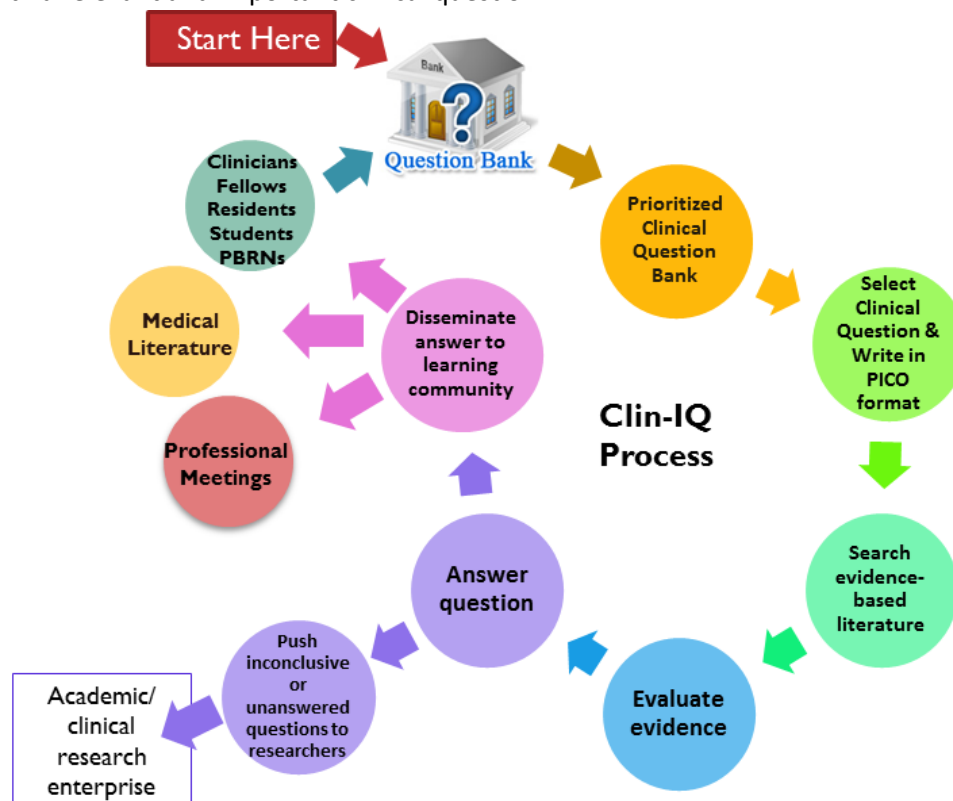 Start Here
Bank
?
Question Bank
Clinicians
Fellows
Residents
Students
PBRNs
Prioritized
Clinical
Question
Bank
Select
Clinical
Question &
Write in
PICO
format
Medical
Literature
Disseminate
answer to
learning
community
Clin-IQ
Process
Professional
Meetings
Search
evidence-
based
literature
Answer
question
Evaluate
evidence
Push
inconclusive
or
unanswered
questions to
researchers
Academic/
clinical
research
enterprise